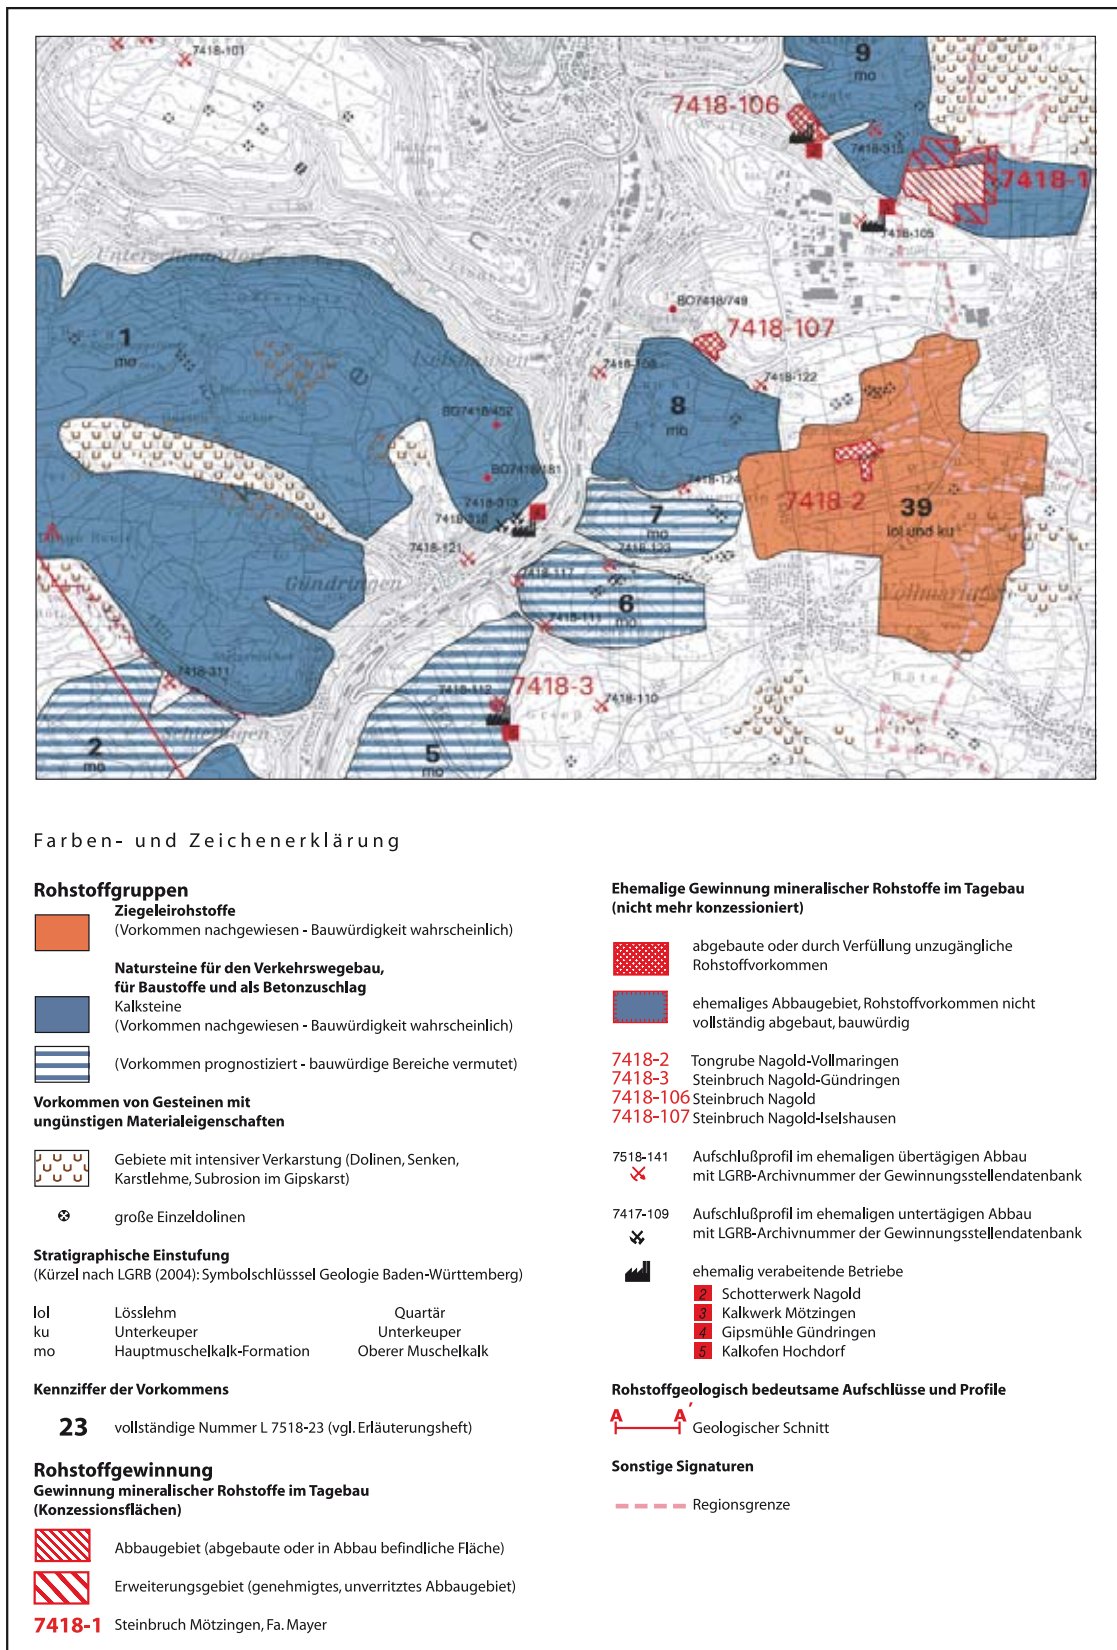 7418-101
9
mo
7418-106
7418-315
7418-1
7418-105
Unterschwandorf
BO7418/749
7418-107
1
mo
Iselshausen
7418-122
8
mo
BO7418/452
BO7418/181
7418-124
7418-2
39
lol und ku
7418-313
7
mo
A
7418-121
7418-123
Gündringen
7418-117
6
mo
7418-111
Vollmaringen
7418-311
7418-112
7418-3
7418-110
Schietingen
2
mo
5
mo
Farben- und Zeichenerklärung
Rohstoffgruppen
Ziegeleirohstoffe
(Vorkommen nachgewiesen - Bauwürdigkeit wahrscheinlich)
Natursteine für den Verkehrswegebau,
für Baustoffe und als Betonzuschlag
Kalksteine
(Vorkommen nachgewiesen - Bauwürdigkeit wahrscheinlich)
(Vorkommen prognostiziert - bauwürdige Bereiche vermutet)
Vorkommen von Gesteinen mit
ungünstigen Materialeigenschaften
Gebiete mit intensiver Verkarstung (Dolinen, Senken,
Karstlehme, Subrosion im Gipskarst)
große Einzeldolinen
Stratigraphische Einstufung
(Kürzel nach LGRB (2004): Symbolschlüsssel Geologie Baden-Württemberg)
lol Lösslehm Quartär
ku Unterkeuper Unterkeuper
mo Hauptmuschelkalk-Formation Oberer Muschelkalk
Kennziffer der Vorkommens
23 vollständige Nummer L 7518-23 (vgl. Erläuterungsheft)
Rohstoffgewinnung
Gewinnung mineralischer Rohstoffe im Tagebau
(Konzessionsflächen)
Abbaugebiet (abgebaute oder in Abbau befindliche Fläche)
Erweiterungsgebiet (genehmigtes, unverritztes Abbaugebiet)
7418-1 Steinbruch Mötzingen, Fa. Mayer
Ehemalige Gewinnung mineralischer Rohstoffe im Tagebau
(nicht mehr konzessioniert)
abgebaute oder durch Verfüllung unzugängliche
Rohstoffvorkommen
ehemaliges Abbaugebiet, Rohstoffvorkommen nicht
vollständig abgebaut, bauwürdig
7418-2 Tongrube Nagold-Vollmaringen
7418-3 Steinbruch Nagold-Gündringen
7418-106 Steinbruch Nagold
7418-107 Steinbruch Nagold-Iselshausen
7518-141 Aufschlußprofil im ehemaligen übertägigen Abbau
mit LGRB-Archivnummer der Gewinnungsstellendatenbank
7417-109 Aufschlußprofil im ehemaligen untertägigen Abbau
mit LGRB-Archivnummer der Gewinnungsstellendatenbank
ehemalig verabeitende Betriebe
2 Schotterwerk Nagold
3 Kalkwerk Mötzingen
4 Gipsmühle Gündringen
5 Kalkofen Hochdorf
Rohstoffgeologisch bedeutsame Aufschlüsse und Profile
A A′
Geologischer Schnitt
Sonstige Signaturen
Regionsgrenze